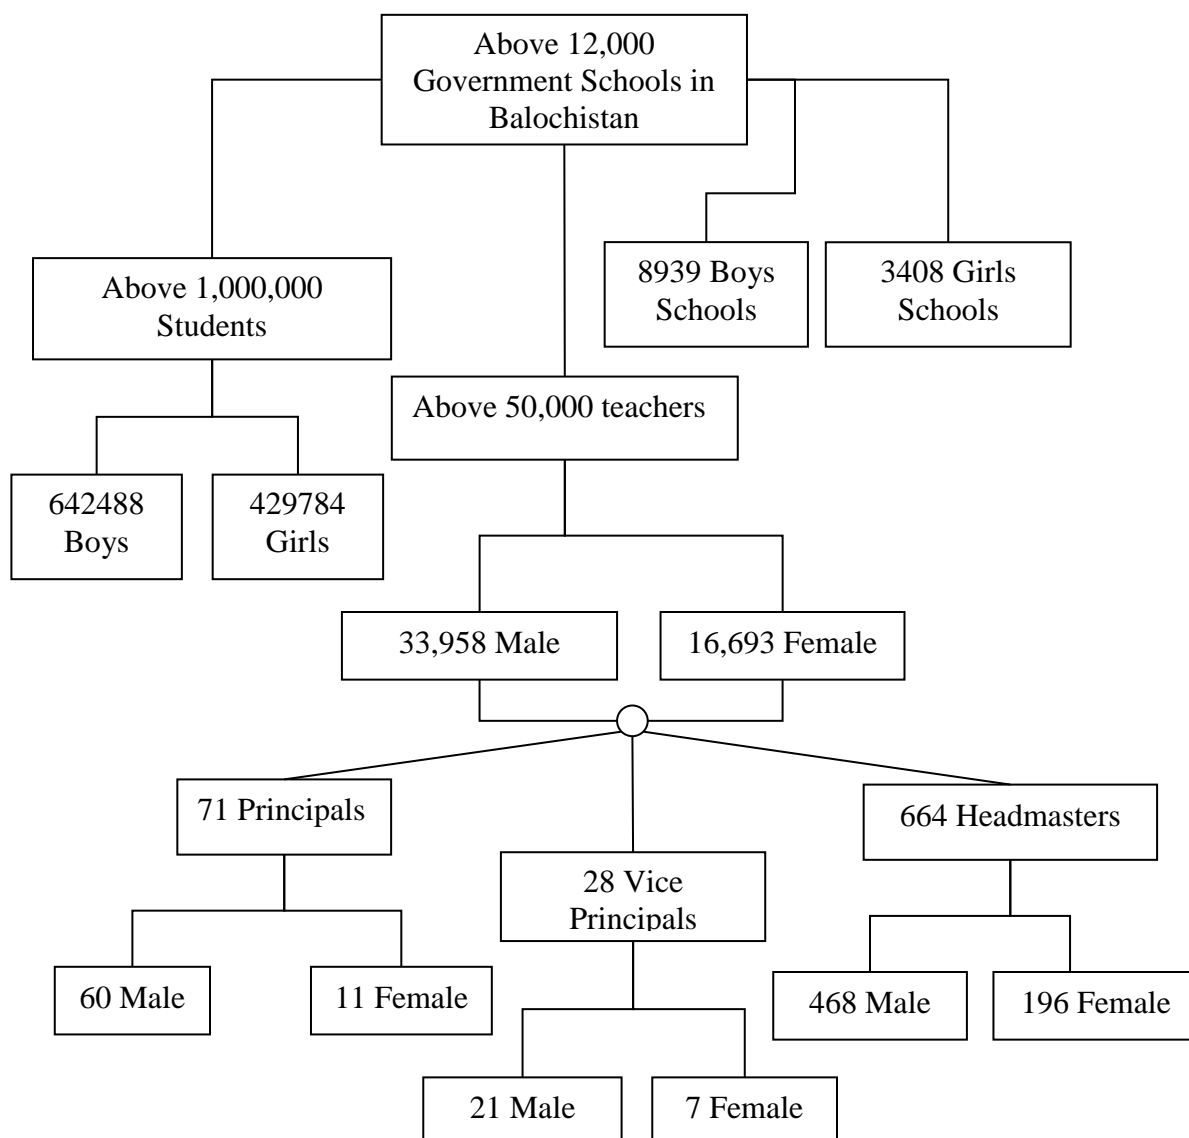 Above 12,000
Government Schools in
Balochistan
8939 Boys
Schools
3408 Girls
Schools
Above 1,000,000
Students
Above 50,000 teachers
642488
Boys
429784
Girls
33,958 Male
16,693 Female
71 Principals
664 Headmasters
28 Vice
Principals
60 Male
11 Female
468 Male
196 Female
21 Male
7 Female